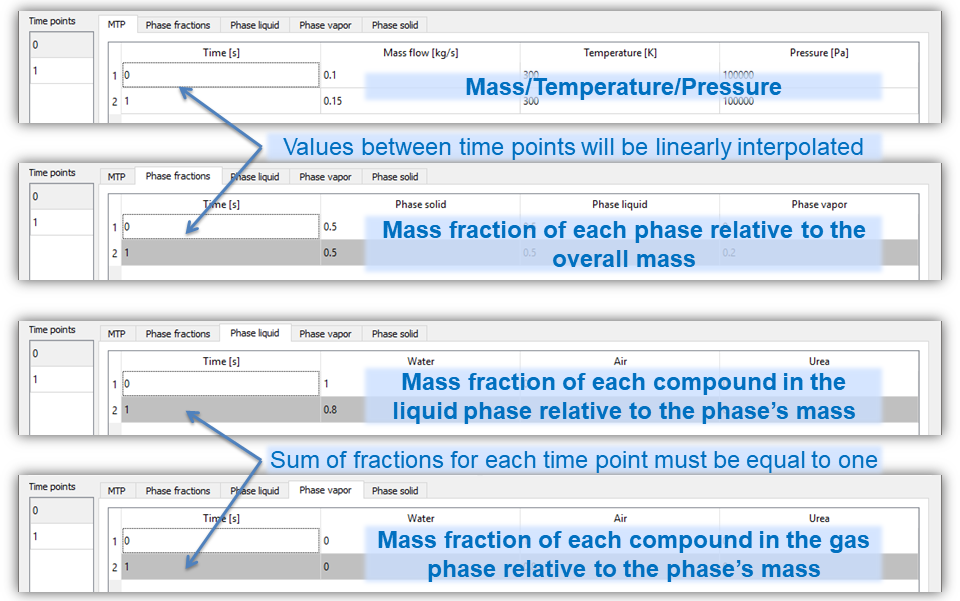 Time points
MTP Phase fractions Phase liquid Phase vapor Phase solid
0
Time [s] Mass flow [kg/s] Temperature [K] Pressure [Pa]
1
1 0 0.1 300 100000
Mass/Temperature/Pressure
2 1 0.15 300 100000
Values between time points will be linearly interpolated
Time points
MTP Phase fractions Phase liquid Phase vapor Phase solid
0
Time [s] Phase solid Phase liquid Phase vapor
1
1 0 0.5
Mass fraction of each phase relative to the
2 1 0.5 0.5 0.2
overall mass
Time points
MTP Phase fractions Phase liquid Phase vapor Phase solid
0
Time [s] Water Air Urea
1
1 0 1
Mass fraction of each compound in the
2 1 0.8
liquid phase relative to the phase's mass
Sum of fractions for each time point must be equal to one
Time points
MTP Phase fractions Phase liquid Phase vapor Phase solid
0
Time [s] Water Air Urea
1
1 0 0
Mass fraction of each compound in the gas
2 1 0
phase relative to the phase's mass